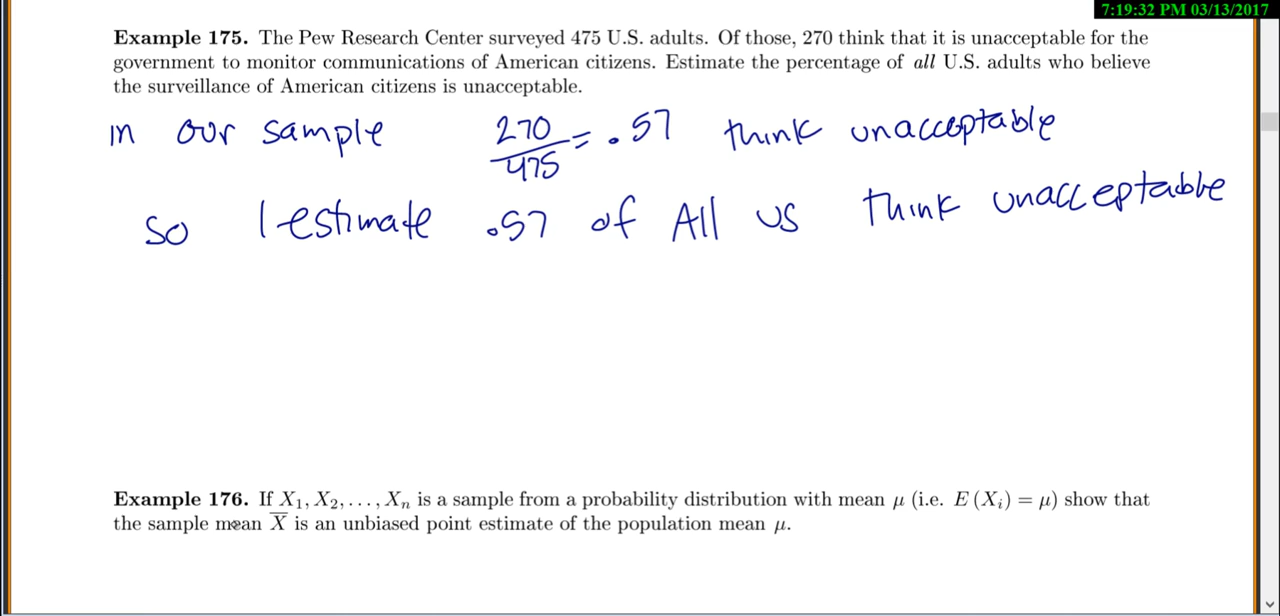 7:19:32 PM 03/13/2017
Example 175. The Pew Research Center surveyed 475 U.S. adults. Of those, 270 think that it is unacceptable for the
government to monitor communications of American citizens. Estimate the percentage of all U.S. adults who believe
the surveillance of American citizens is unacceptable.
in our sample 270/475 = .57 think unacceptable
so I estimate .57 of All US think unacceptable
Example 176. If X₁, X₂, . . . , Xₙ is a sample from a probability distribution with mean μ (i.e. E (Xᵢ) = μ) show that
the sample mean X̅ is an unbiased point estimate of the population mean μ.